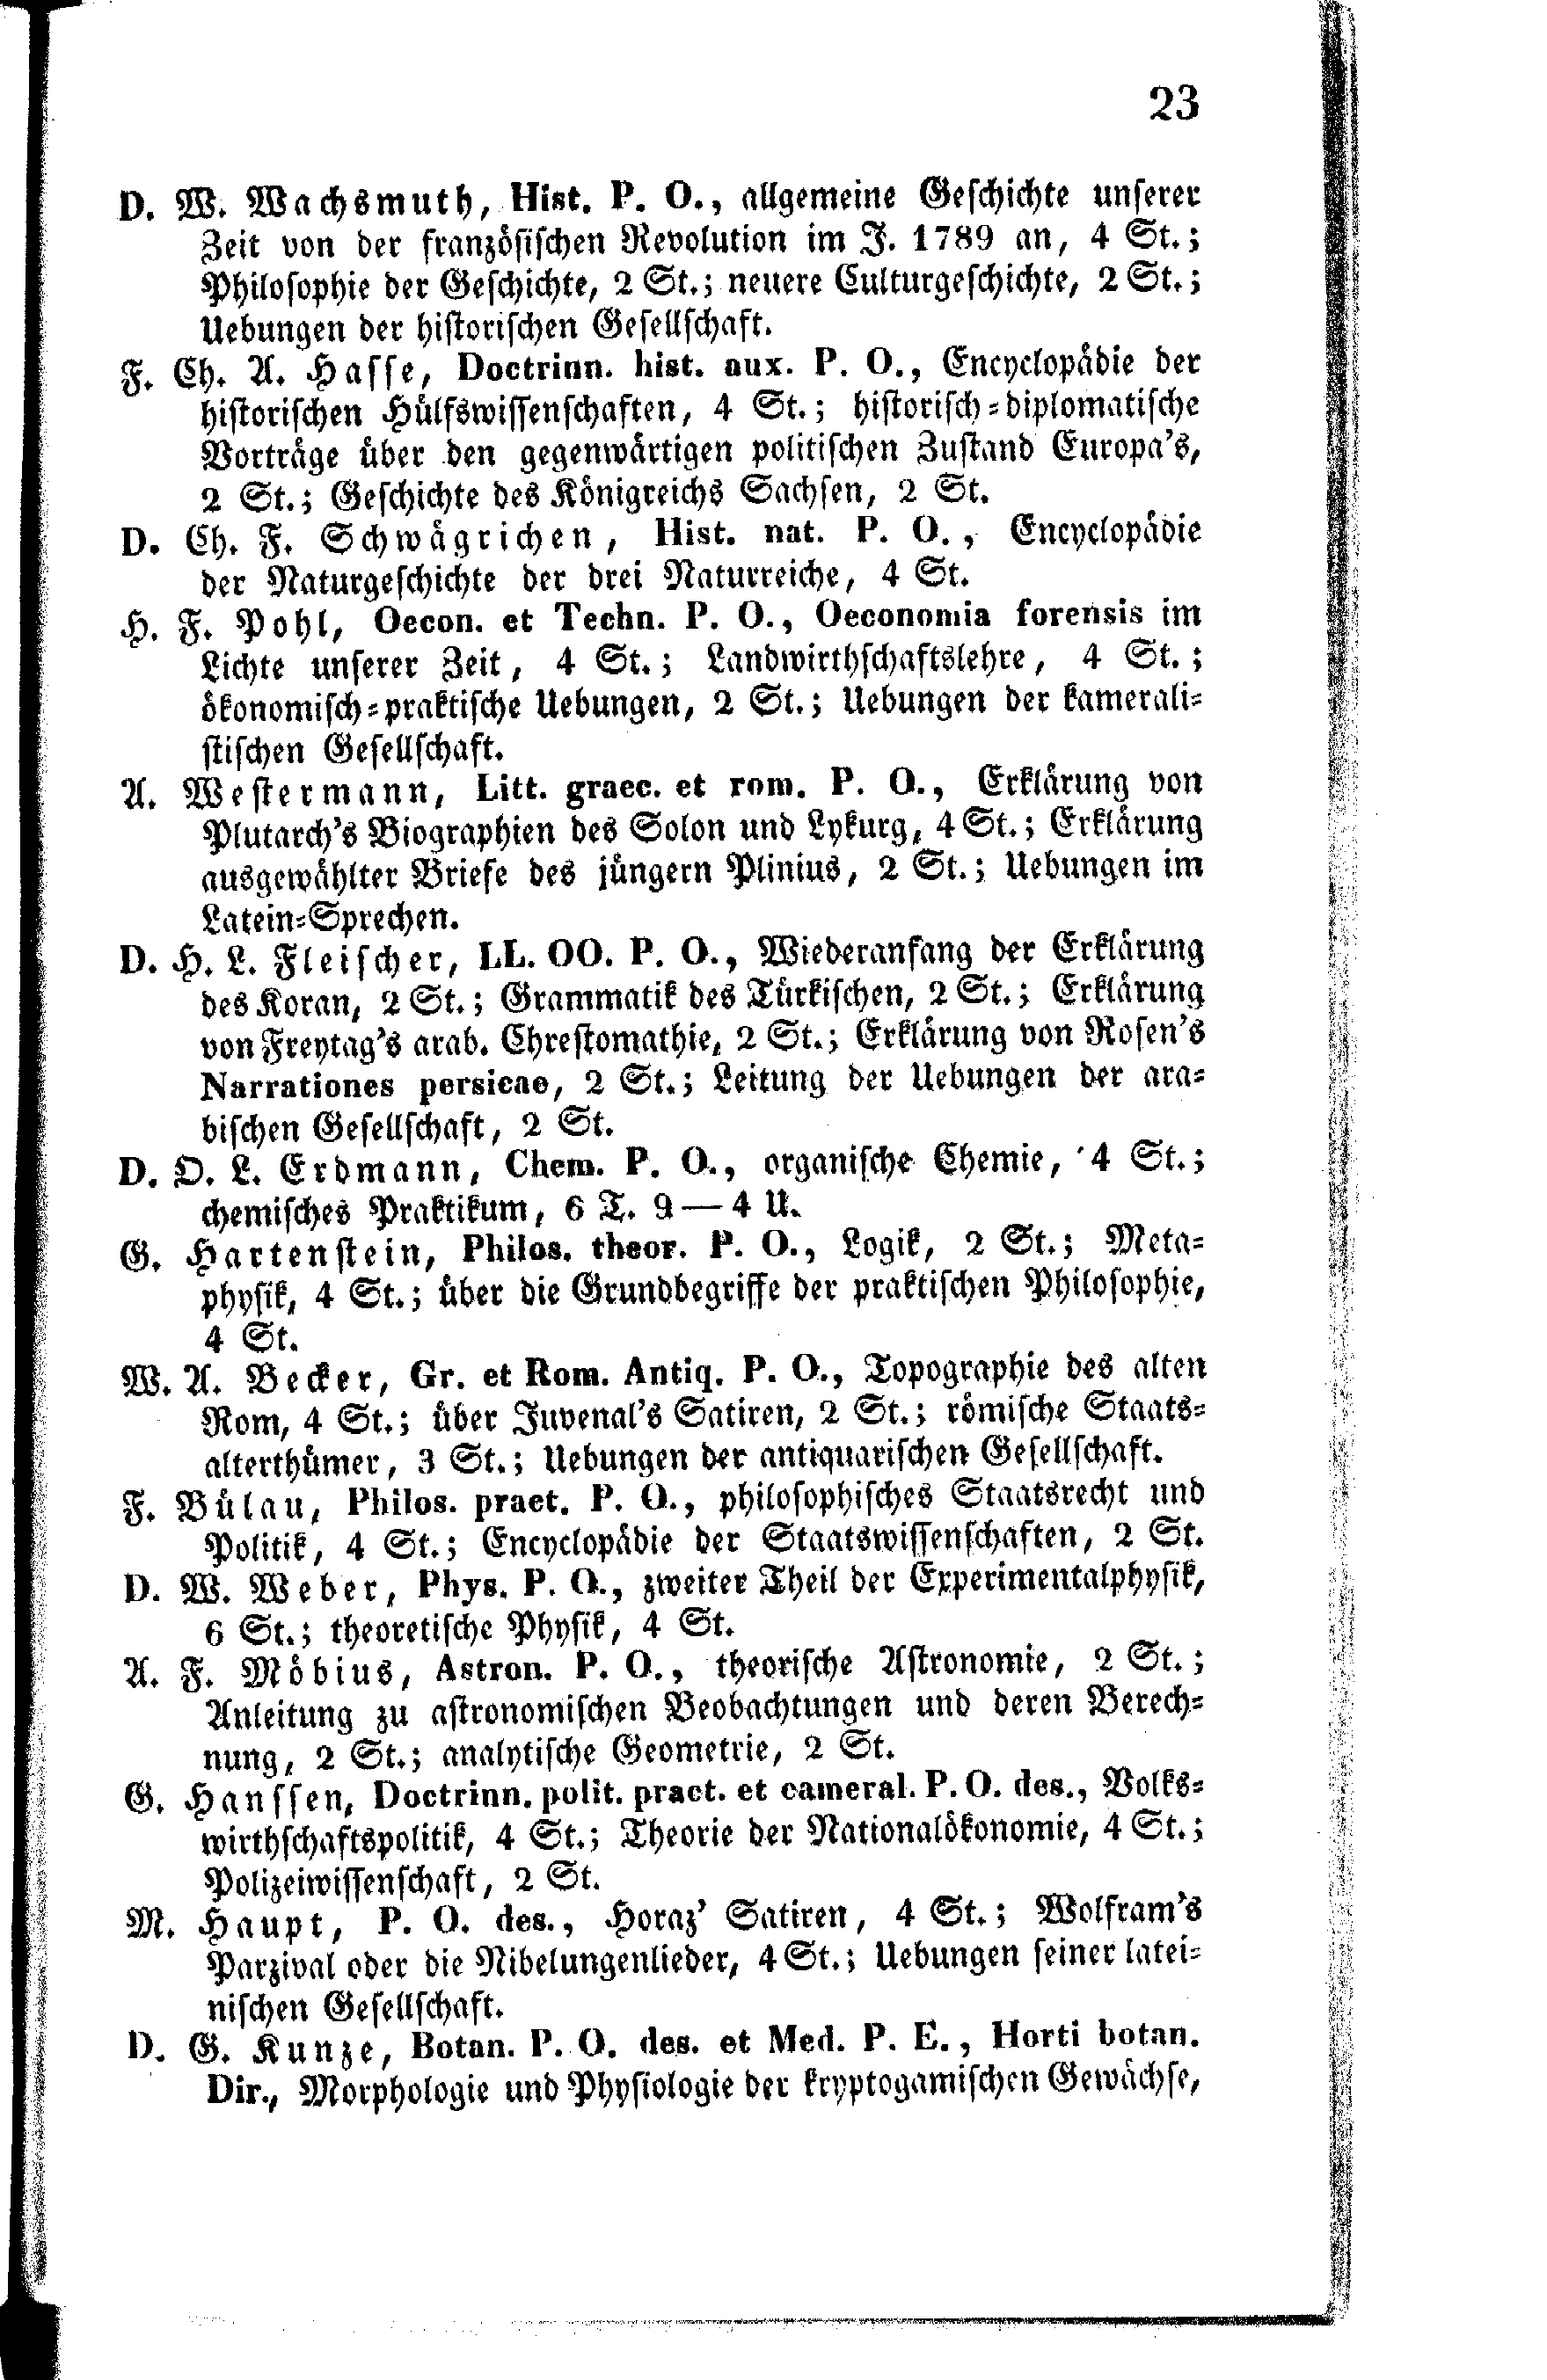 23
D. W. Wachsmuth, Hist. P. O., allgemeine Geschichte unserer
Zeit von der französischen Revolution im J. 1789 an, 4 St.;
Philosophie der Geschichte, 2 St.; neuere Culturgeschichte, 2 St.;
Uebungen der historischen Gesellschaft.
F. Ch. A. Hasse, Doctrinn. hist. aux. P. O., Encyclopädie der
historischen Hülfswissenschaften, 4 St.; historisch-diplomatische
Vorträge über den gegenwärtigen politischen Zustand Europa's,
2 St.; Geschichte des Königreichs Sachsen, 2 St.
D. Ch. F. Schwägrichen, Hist. nat. P. O., Encyclopädie
der Naturgeschichte der drei Naturreiche, 4 St.
H. F. Pohl, Oecon. et Techn. P. O., Oeconomia forensis im
Lichte unserer Zeit, 4 St.; Landwirthschaftslehre, 4 St.;
ökonomisch-praktische Uebungen, 2 St.; Uebungen der kamerali-
stischen Gesellschaft.
A. Westermann, Litt. graec. et rom. P. O., Erklärung von
Plutarch's Biographien des Solon und Lykurg, 4 St.; Erklärung
ausgewählter Briefe des jüngern Plinius, 2 St.; Uebungen im
Latein-Sprechen.
D. H. L. Fleischer, LL. OO. P. O., Wiederanfang der Erklärung
des Koran, 2 St.; Grammatik des Türkischen, 2 St.; Erklärung
von Freytag's arab. Chrestomathie, 2 St.; Erklärung von Rosen's
Narrationes persicae, 2 St.; Leitung der Uebungen der ara-
bischen Gesellschaft, 2 St.
D. O. L. Erdmann, Chem. P. O., organische Chemie, 4 St.;
chemisches Praktikum, 6 T. 9—4 U.
G. Hartenstein, Philos. theor. P. O., Logik, 2 St.; Meta-
physik, 4 St.; über die Grundbegriffe der praktischen Philosophie,
4 St.
W. A. Becker, Gr. et Rom. Antiq. P. O., Topographie des alten
Rom, 4 St.; über Juvenal's Satiren, 2 St.; römische Staats-
alterthümer, 3 St.; Uebungen der antiquarischen Gesellschaft.
F. Bülau, Philos. pract. P. O., philosophisches Staatsrecht und
Politik, 4 St.; Encyclopädie der Staatswissenschaften, 2 St.
D. W. Weber, Phys. P. O., zweiter Theil der Experimentalphysik,
6 St.; theoretische Physik, 4 St.
A. F. Möbius, Astron. P. O., theorische Astronomie, 2 St.;
Anleitung zu astronomischen Beobachtungen und deren Berech-
nung, 2 St.; analytische Geometrie, 2 St.
G. Hanssen, Doctrinn. polit. pract. et cameral. P. O. des., Volks-
wirthschaftspolitik, 4 St.; Theorie der Nationalökonomie, 4 St.;
Polizeiwissenschaft, 2 St.
M. Haupt, P. O. des., Horaz' Satiren, 4 St.; Wolfram's
Parzival oder die Nibelungenlieder, 4 St.; Uebungen seiner latei-
nischen Gesellschaft.
D. G. Kunze, Botan. P. O. des. et Med. P. E., Horti botan.
Dir., Morphologie und Physiologie der kryptogamischen Gewächse,